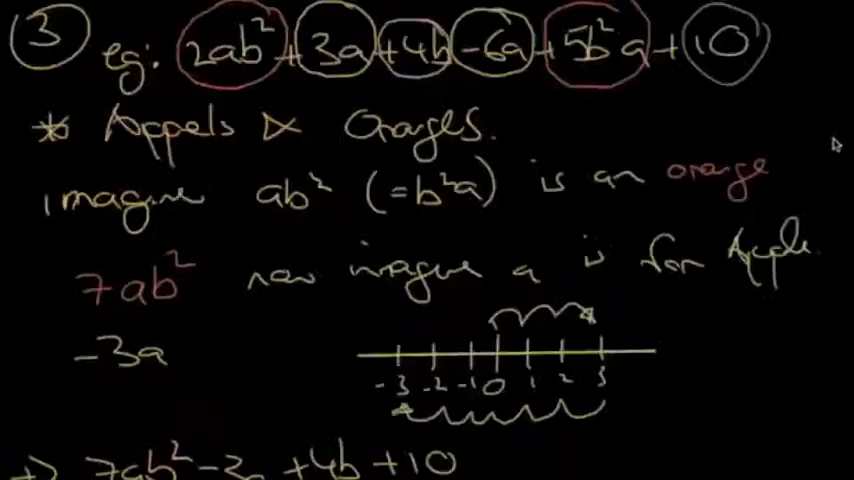 3 eg: 2ab² + 3a + 4b - 6a + 5b²a + 10
* Appels & Orages.
imagine ab² (= b²a) is an orange
7ab² now imagine a is for Apple.
-3a
-3 -2 -1 0 1 2 3
=> 7ab² - 3a + 4b + 10